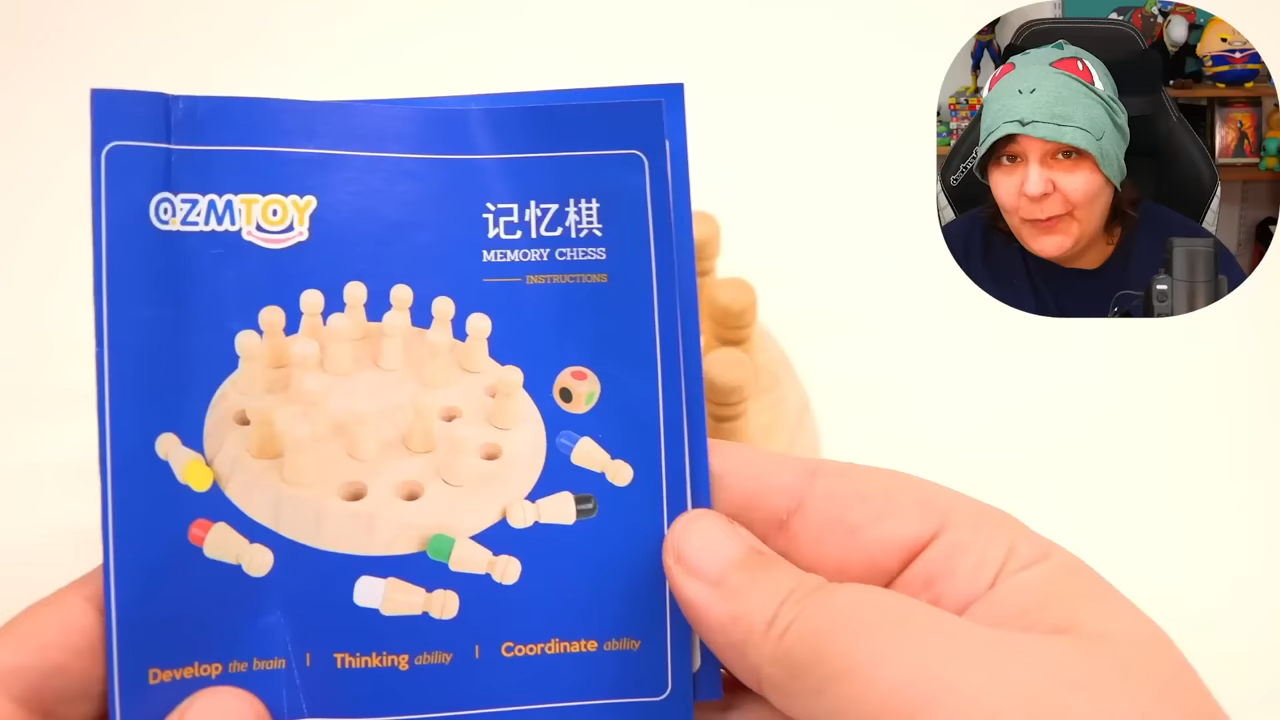 QZMTOY
记忆棋
MEMORY CHESS
INSTRUCTIONS
Develop the brain | Thinking ability | Coordinate ability